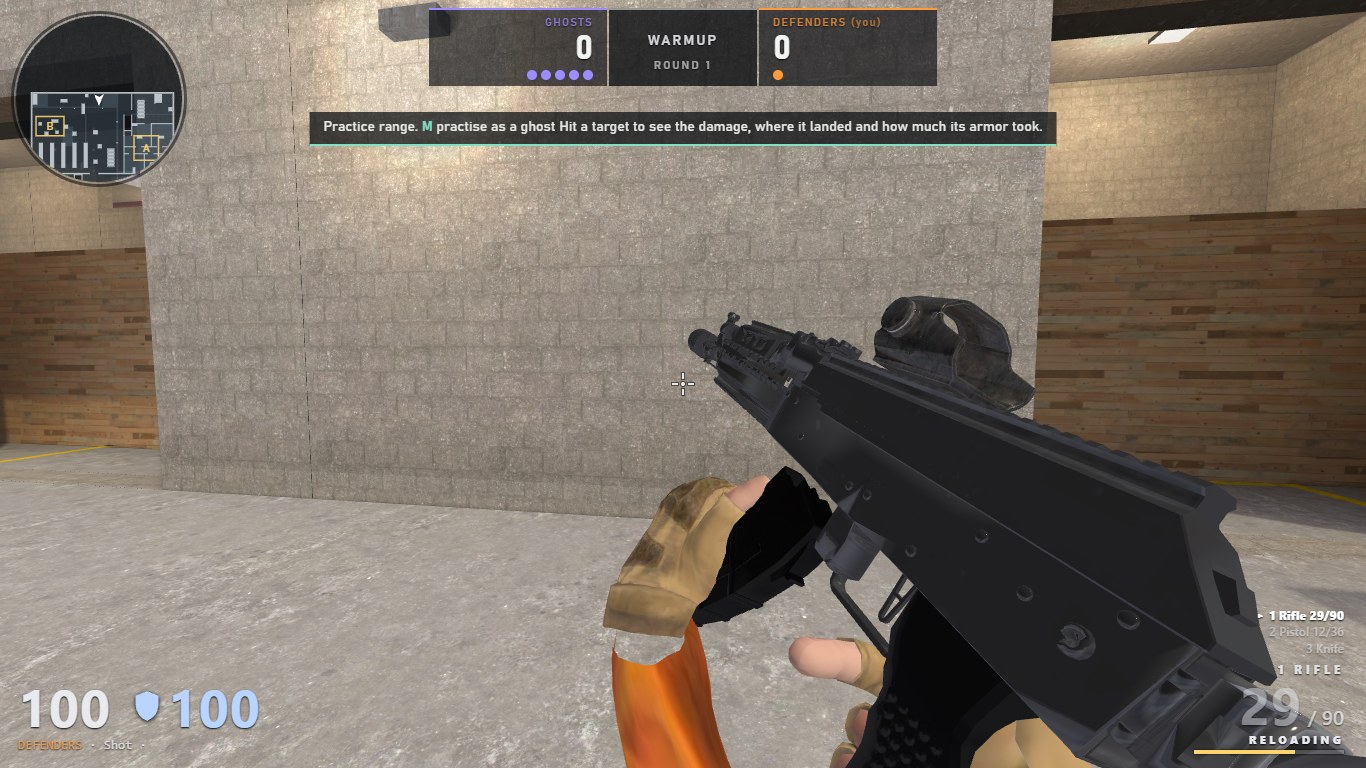 GHOSTS
0
WARMUP
ROUND 1
DEFENDERS (you)
0
Practice range. M practise as a ghost Hit a target to see the damage, where it landed and how much its armor took.
B
A
1 Rifle 29/90
2 Pistol 12/36
3 Knife
1 RIFLE
29 / 90
RELOADING
100 100
DEFENDERS · Shot ·